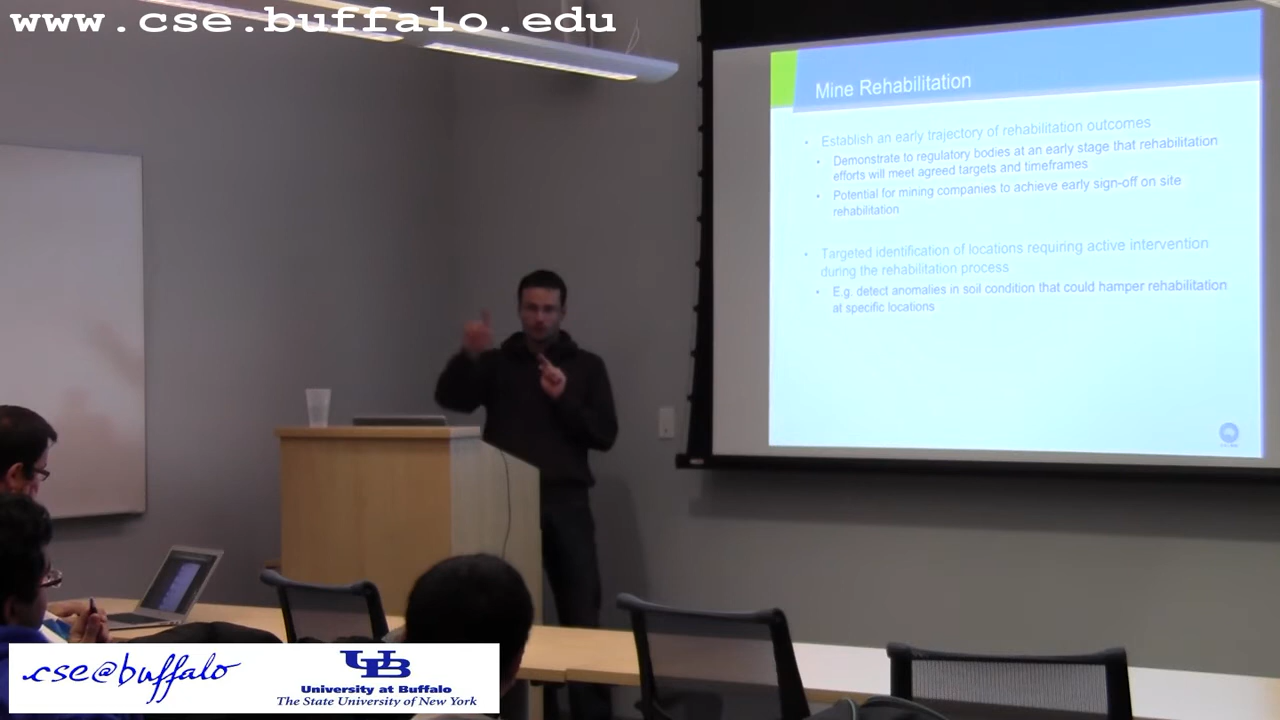 www.cse.buffalo.edu
Mine Rehabilitation
Establish an early trajectory of rehabilitation outcomes
Demonstrate to regulatory bodies at an early stage that rehabilitation
efforts will meet agreed targets and timeframes
Potential for mining companies to achieve early sign-off on site
rehabilitation
Targeted identification of locations requiring active intervention
during the rehabilitation process
E.g. detect anomalies in soil condition that could hamper rehabilitation
at specific locations
.cse@buffalo
UB
University at Buffalo
The State University of New York